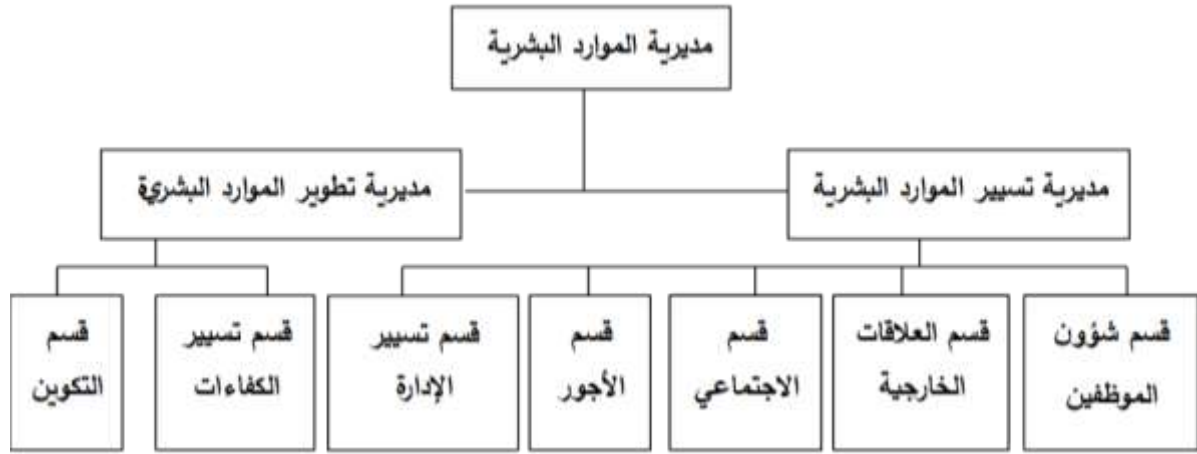 مديرية الموارد البشرية
مديرية تسيير الموارد البشرية
مديرية تطوير الموارد البشرية
قسم شؤون
الموظفين
قسم العلاقات
الخارجية
قسم
الاجتماعي
قسم
الأجور
قسم تسيير
الإدارة
قسم تسيير
الكفاءات
قسم
التكوين